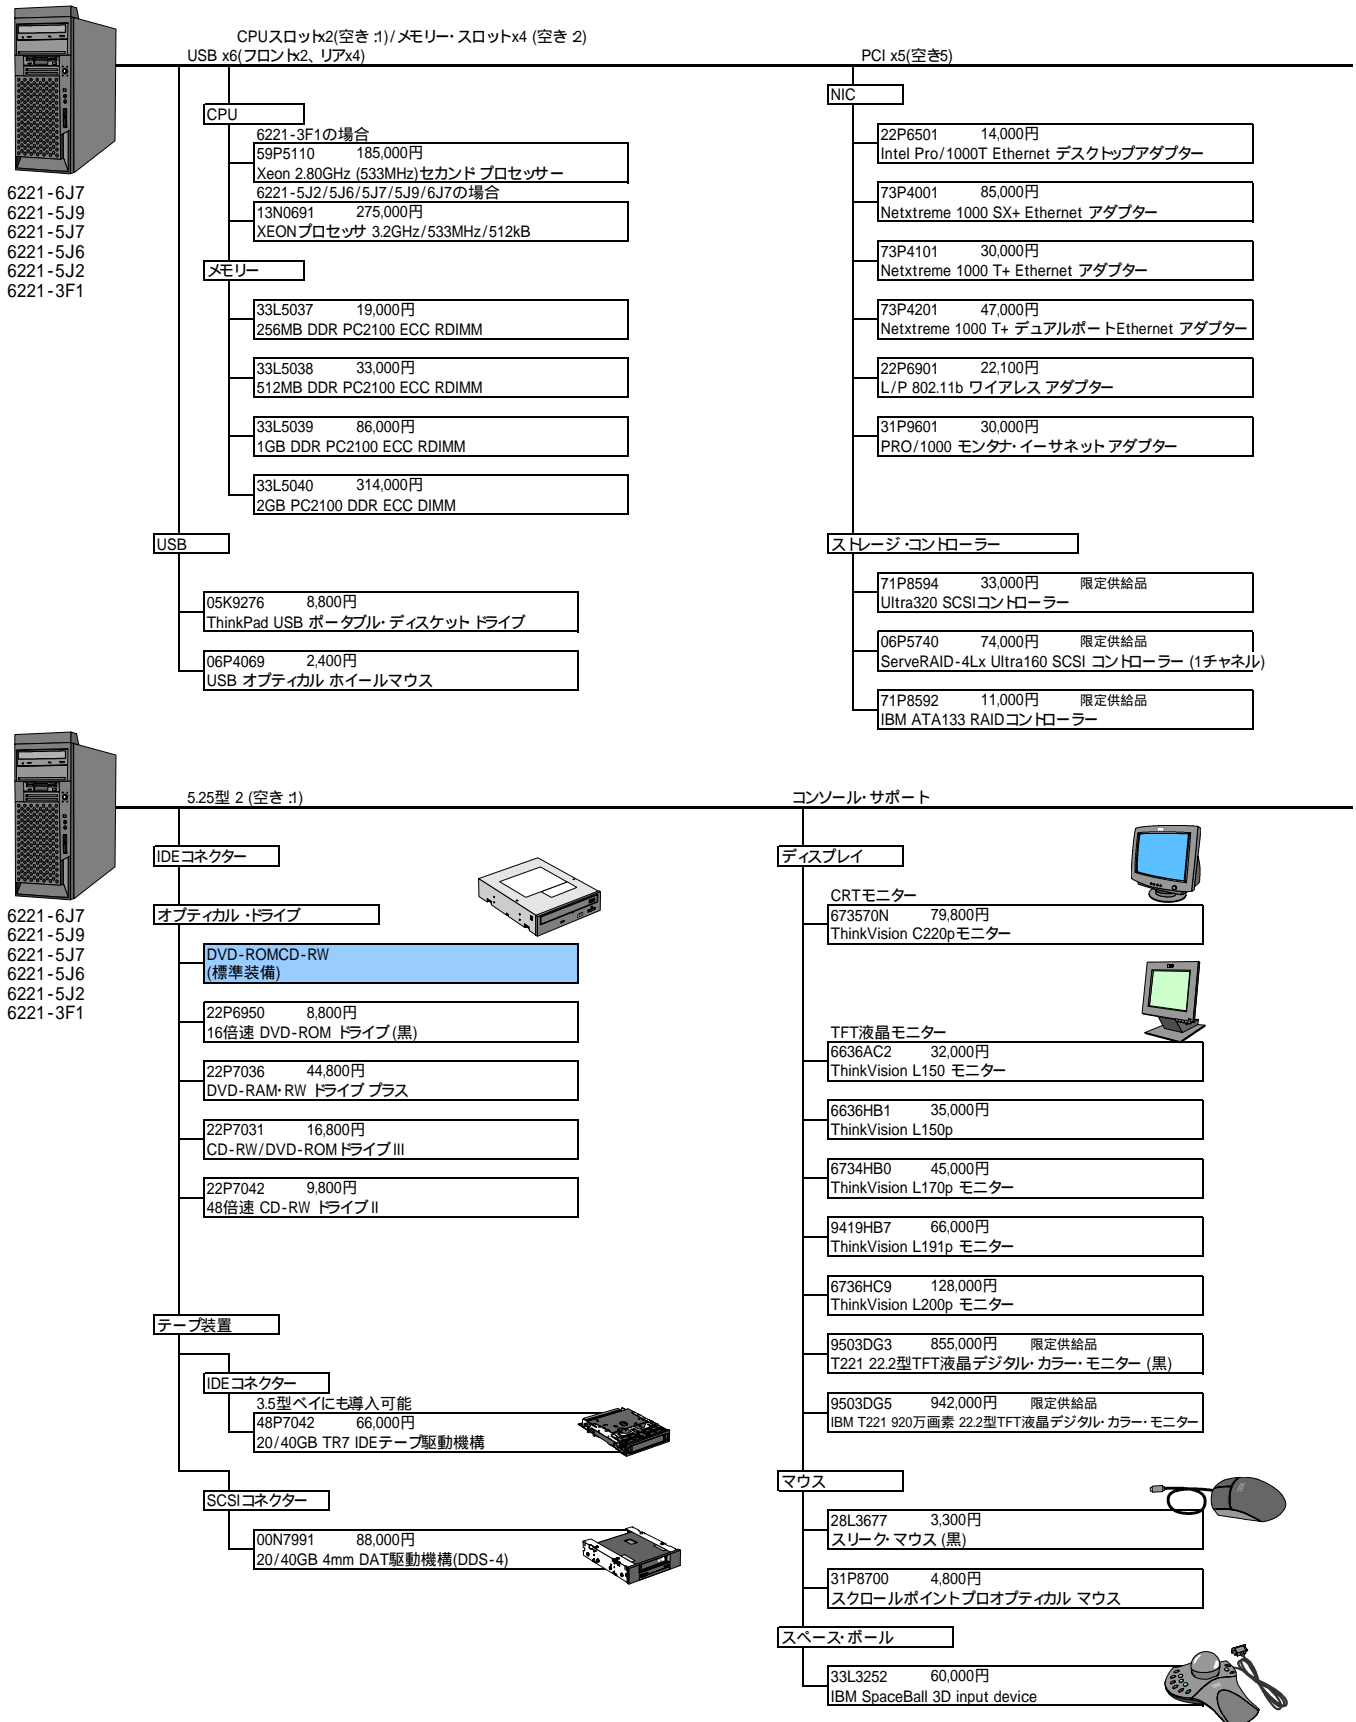 CPUスロットx2(空き:1)/メモリー・スロットx4 (空き:2)
USB x6(フロントx2、リアx4)
PCI x5(空き5)
6221-6J7
6221-5J9
6221-5J7
6221-5J6
6221-5J2
6221-3F1
CPU
6221-3F1の場合
59P5110 185,000円
Xeon 2.80GHz (533MHz)セカンド プロセッサー
6221-5J2/5J6/5J7/5J9/6J7の場合
13N0691 275,000円
XEONプロセッサ 3.2GHz/533MHz/512kB
メモリー
33L5037 19,000円
256MB DDR PC2100 ECC RDIMM
33L5038 33,000円
512MB DDR PC2100 ECC RDIMM
33L5039 86,000円
1GB DDR PC2100 ECC RDIMM
33L5040 314,000円
2GB PC2100 DDR ECC DIMM
USB
05K9276 8,800円
ThinkPad USB ポータブル・ディスケット ドライブ
06P4069 2,400円
USB オプティカル ホイールマウス
NIC
22P6501 14,000円
Intel Pro/1000T Ethernet デスクトップアダプター
73P4001 85,000円
Netxtreme 1000 SX+ Ethernet アダプター
73P4101 30,000円
Netxtreme 1000 T+ Ethernet アダプター
73P4201 47,000円
Netxtreme 1000 T+ デュアルポートEthernet アダプター
22P6901 22,100円
L/P 802.11b ワイアレス アダプター
31P9601 30,000円
PRO/1000 モンタナ・イーサネット アダプター
ストレージ・コントローラー
71P8594 33,000円 限定供給品
Ultra320 SCSIコントローラー
06P5740 74,000円 限定供給品
ServeRAID-4Lx Ultra160 SCSI コントローラー (1チャネル)
71P8592 11,000円 限定供給品
IBM ATA133 RAIDコントローラー
5.25型 2 (空き:1)
コンソール・サポート
6221-6J7
6221-5J9
6221-5J7
6221-5J6
6221-5J2
6221-3F1
IDEコネクター
オプティカル・ドライブ
DVD-ROMCD-RW
(標準装備)
22P6950 8,800円
16倍速 DVD-ROM ドライブ(黒)
22P7036 44,800円
DVD-RAM・RW ドライブ プラス
22P7031 16,800円
CD-RW/DVD-ROMドライブIII
22P7042 9,800円
48倍速 CD-RW ドライブII
テープ装置
IDEコネクター
3.5型ベイにも導入可能
48P7042 66,000円
20/40GB TR7 IDEテープ駆動機構
SCSIコネクター
00N7991 88,000円
20/40GB 4mm DAT駆動機構(DDS-4)
ディスプレイ
CRTモニター
673570N 79,800円
ThinkVision C220pモニター
TFT液晶モニター
6636AC2 32,000円
ThinkVision L150 モニター
6636HB1 35,000円
ThinkVision L150p
6734HB0 45,000円
ThinkVision L170p モニター
9419HB7 66,000円
ThinkVision L191p モニター
6736HC9 128,000円
ThinkVision L200p モニター
9503DG3 855,000円 限定供給品
T221 22.2型TFT液晶デジタル・カラー・モニター (黒)
9503DG5 942,000円 限定供給品
IBM T221 920万画素 22.2型TFT液晶デジタル・カラー・モニター
マウス
28L3677 3,300円
スリーク・マウス (黒)
31P8700 4,800円
スクロールポイントプロオプティカル マウス
スペース・ボール
33L3252 60,000円
IBM SpaceBall 3D input device